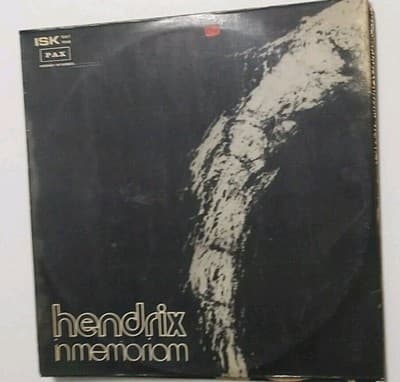 ISK
PAX
hendrix
in memoriam